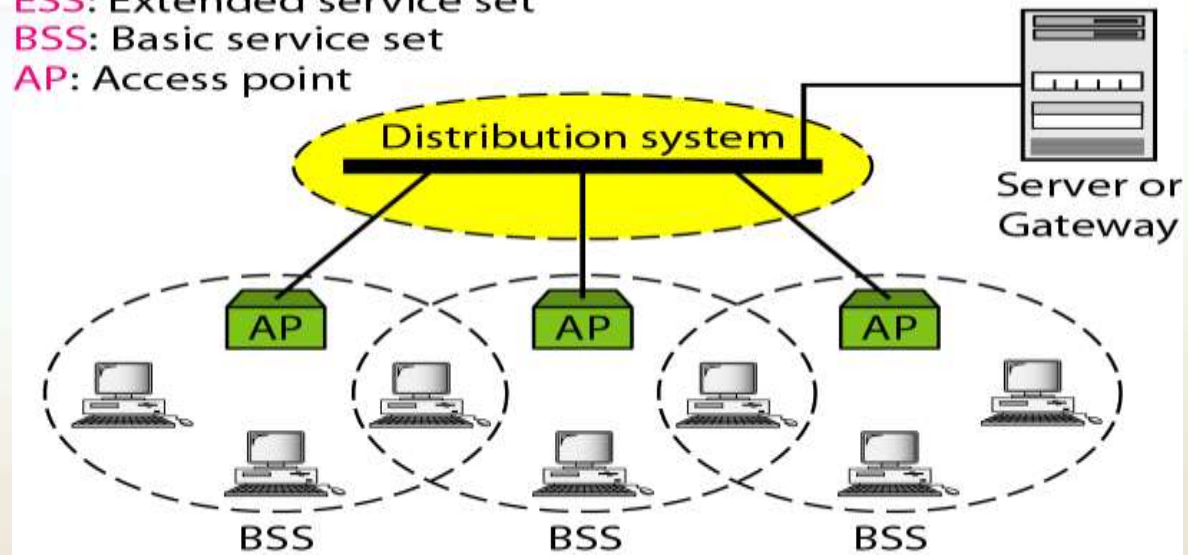 ESS: Extended service set
BSS: Basic service set
AP: Access point
Distribution system
Server or
Gateway
AP
AP
AP
BSS
BSS
BSS